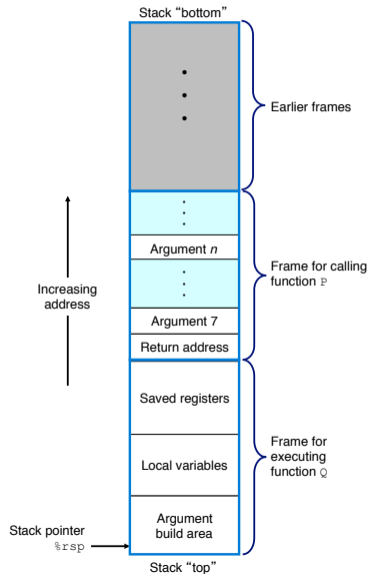 Stack “bottom”
Earlier frames
Argument n
Frame for calling
function P
Increasing
address
Argument 7
Return address
Saved registers
Frame for
executing
function Q
Local variables
Argument
build area
Stack pointer
%rsp
Stack “top”